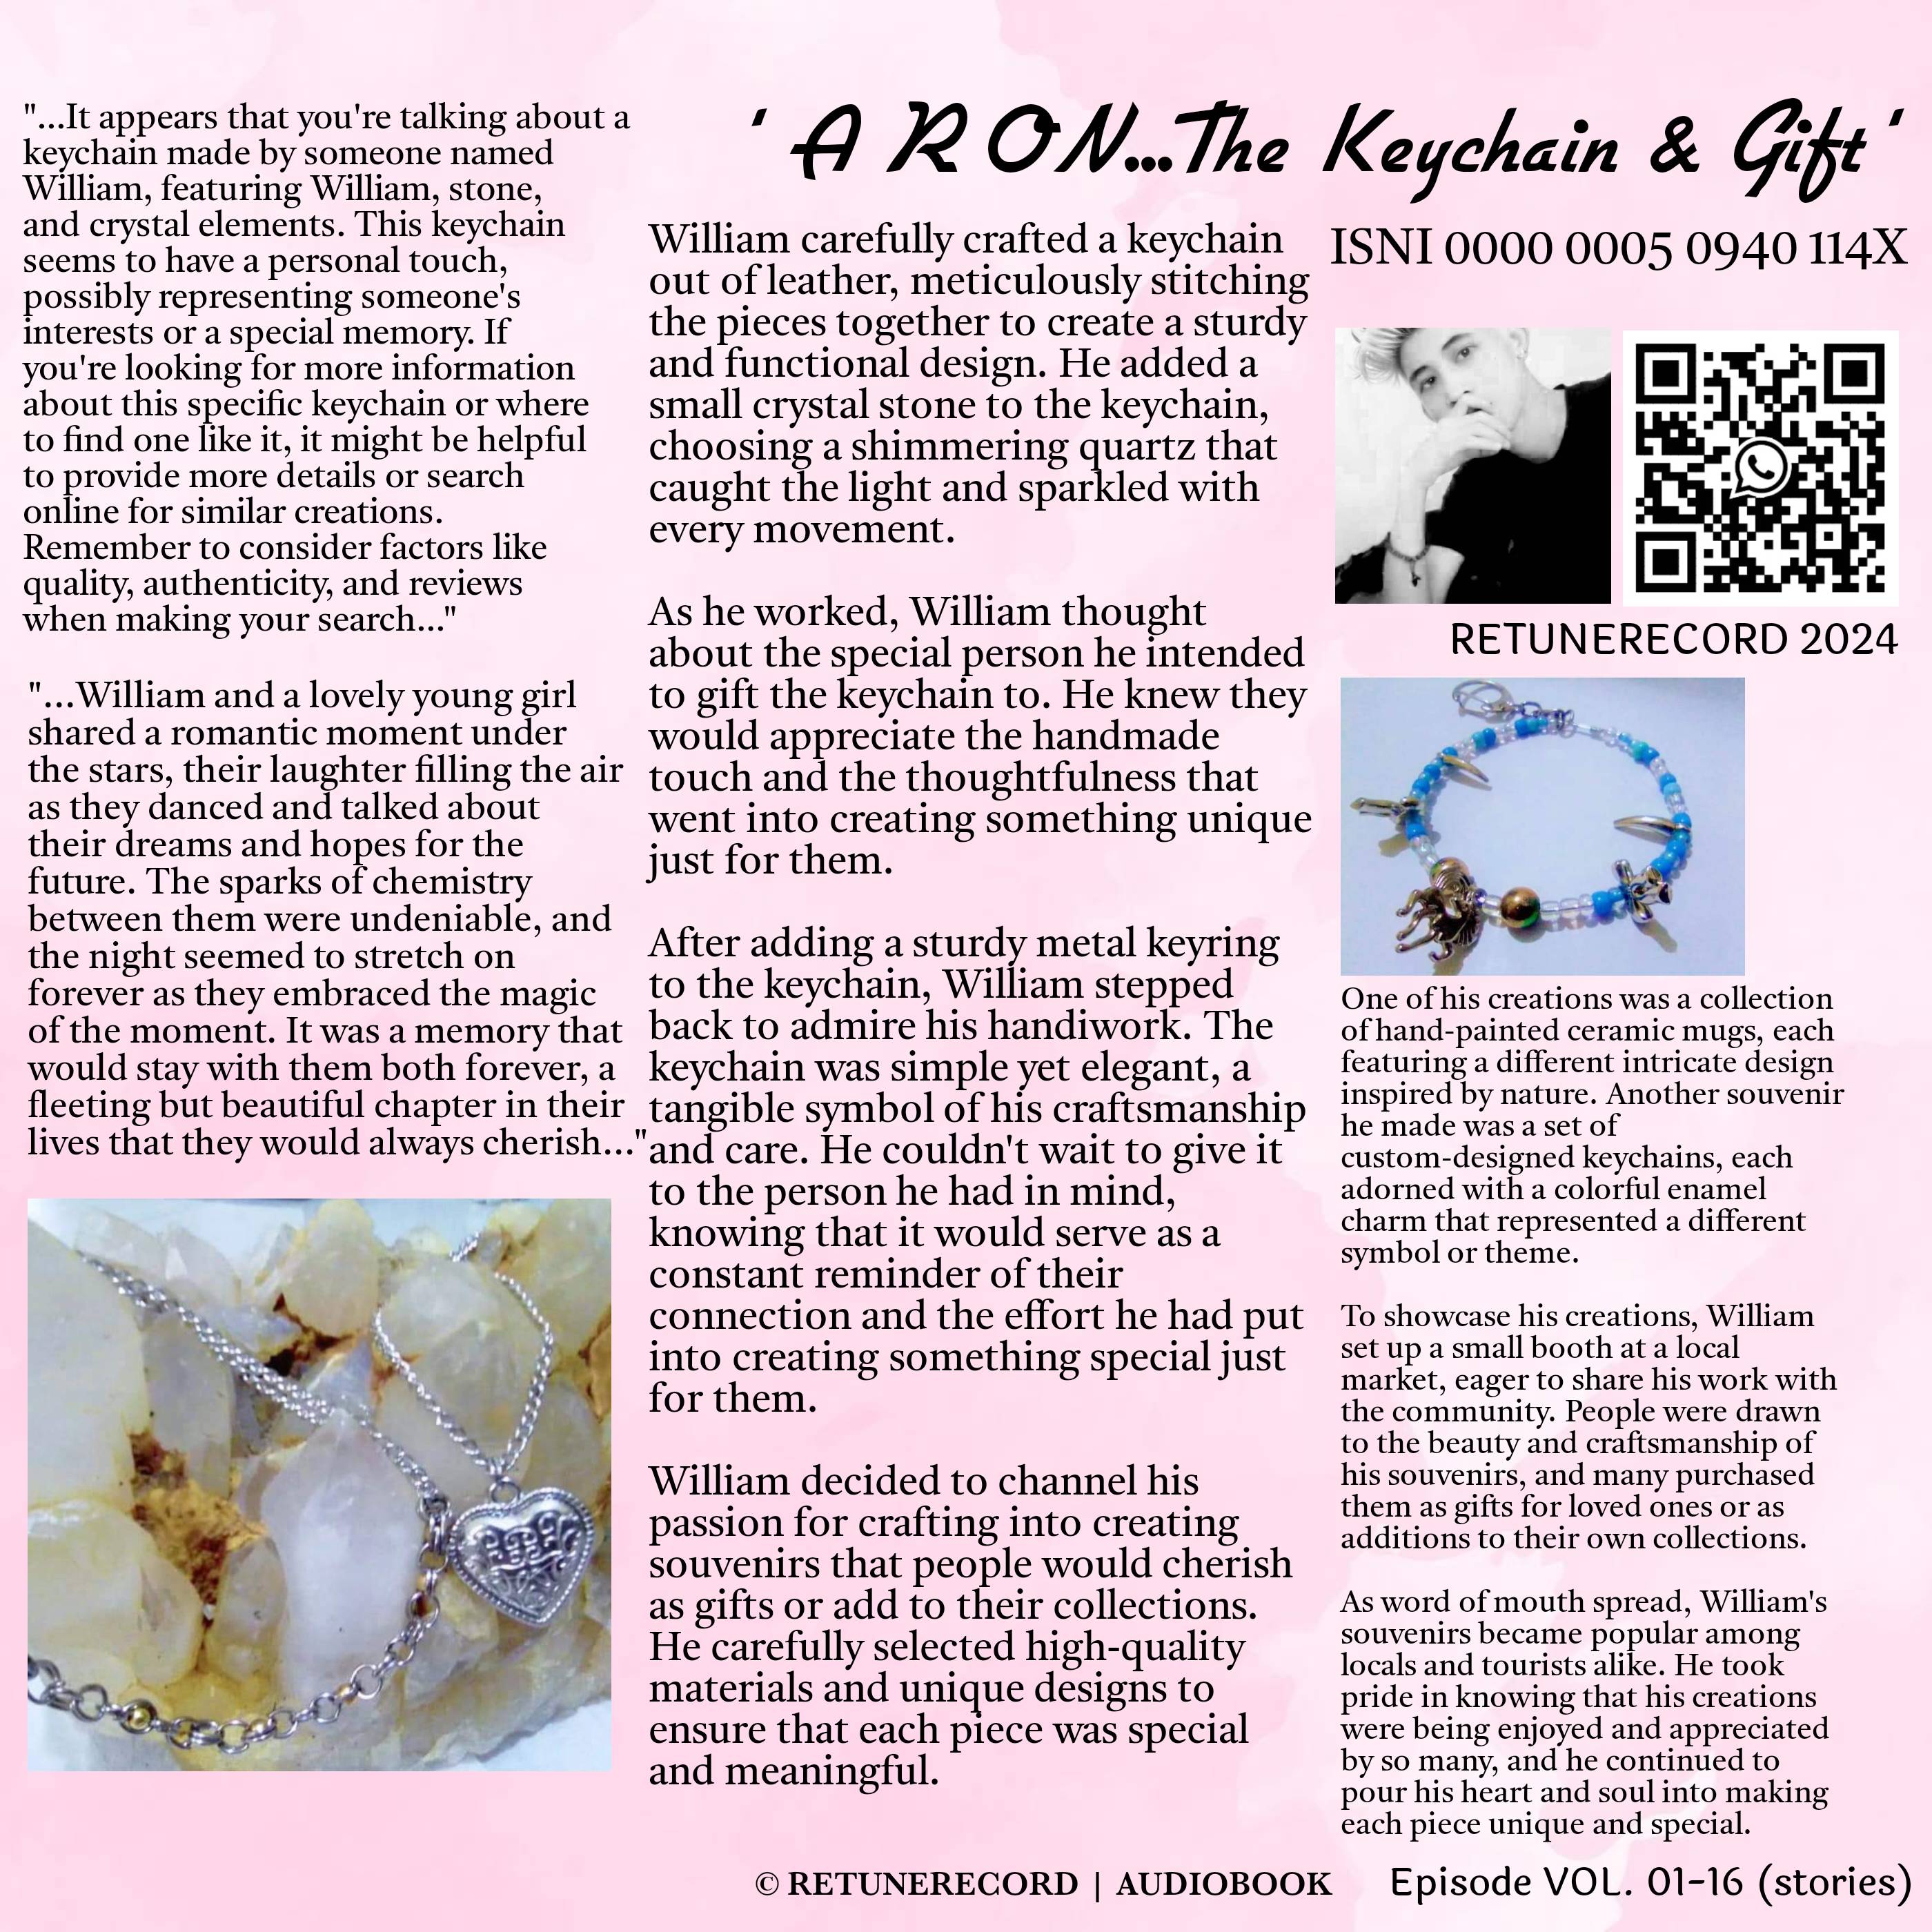 ' A R O N...The Keychain & Gift '
ISNI 0000 0005 0940 114X
"...It appears that you're talking about a
keychain made by someone named
William, featuring William, stone,
and crystal elements. This keychain
seems to have a personal touch,
possibly representing someone's
interests or a special memory. If
you're looking for more information
about this specific keychain or where
to find one like it, it might be helpful
to provide more details or search
online for similar creations.
Remember to consider factors like
quality, authenticity, and reviews
when making your search..."
"...William and a lovely young girl
shared a romantic moment under
the stars, their laughter filling the air
as they danced and talked about
their dreams and hopes for the
future. The sparks of chemistry
between them were undeniable, and
the night seemed to stretch on
forever as they embraced the magic
of the moment. It was a memory that
would stay with them both forever, a
fleeting but beautiful chapter in their
lives that they would always cherish..."
William carefully crafted a keychain
out of leather, meticulously stitching
the pieces together to create a sturdy
and functional design. He added a
small crystal stone to the keychain,
choosing a shimmering quartz that
caught the light and sparkled with
every movement.
As he worked, William thought
about the special person he intended
to gift the keychain to. He knew they
would appreciate the handmade
touch and the thoughtfulness that
went into creating something unique
just for them.
After adding a sturdy metal keyring
to the keychain, William stepped
back to admire his handiwork. The
keychain was simple yet elegant, a
tangible symbol of his craftsmanship
and care. He couldn't wait to give it
to the person he had in mind,
knowing that it would serve as a
constant reminder of their
connection and the effort he had put
into creating something special just
for them.
William decided to channel his
passion for crafting into creating
souvenirs that people would cherish
as gifts or add to their collections.
He carefully selected high-quality
materials and unique designs to
ensure that each piece was special
and meaningful.
RETUNERECORD 2024
One of his creations was a collection
of hand-painted ceramic mugs, each
featuring a different intricate design
inspired by nature. Another souvenir
he made was a set of
custom-designed keychains, each
adorned with a colorful enamel
charm that represented a different
symbol or theme.
To showcase his creations, William
set up a small booth at a local
market, eager to share his work with
the community. People were drawn
to the beauty and craftsmanship of
his souvenirs, and many purchased
them as gifts for loved ones or as
additions to their own collections.
As word of mouth spread, William's
souvenirs became popular among
locals and tourists alike. He took
pride in knowing that his creations
were being enjoyed and appreciated
by so many, and he continued to
pour his heart and soul into making
each piece unique and special.
© RETUNERECORD | AUDIOBOOK
Episode VOL. 01-16 (stories)